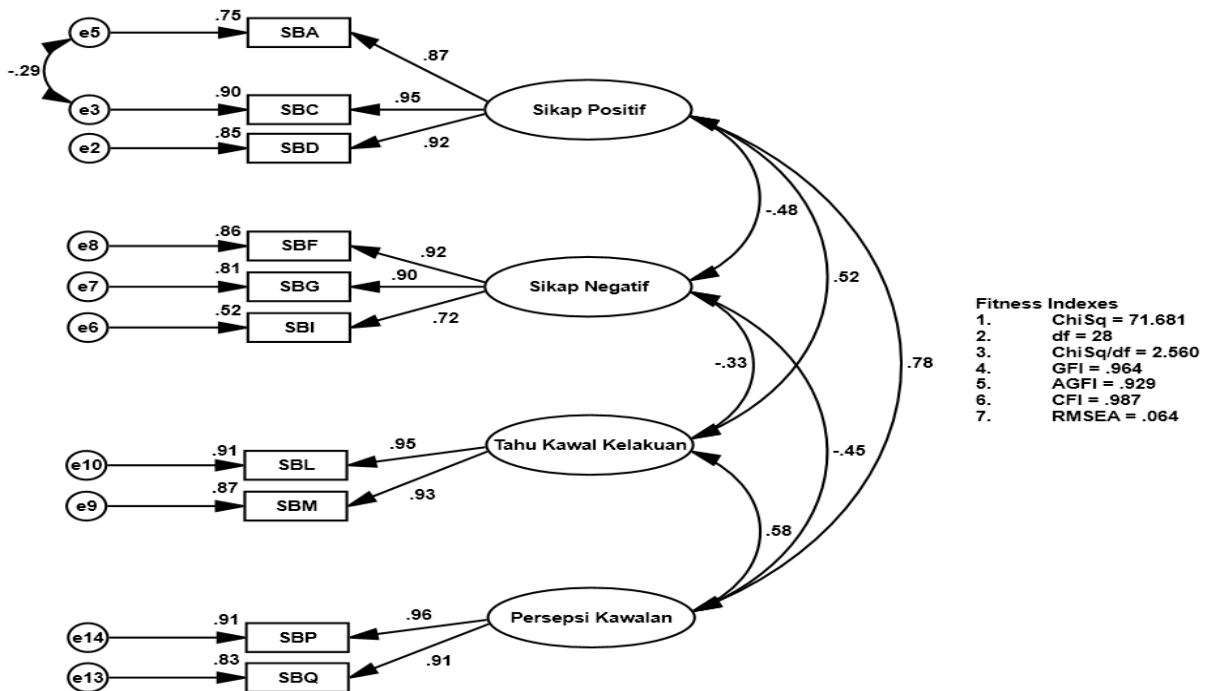 .75
e5
SBA
.87
-.29
.90
.95
e3
SBC
Sikap Positif
.85
e2
SBD
.92
-.48
.86
e8
SBF
.92
.81
.90
e7
SBG
Sikap Negatif
.52
.52
e6
SBI
.72
-.33
.78
Fitness Indexes
1. ChiSq = 71.681
2. df = 28
3. ChiSq/df = 2.560
4. GFI = .964
5. AGFI = .929
6. CFI = .987
7. RMSEA = .064
.91
.95
Tahu Kawal Kelakuan
-.45
e10
SBL
.87
e9
SBM
.93
.58
.91
.96
Persepsi Kawalan
e14
SBP
.83
.91
e13
SBQ